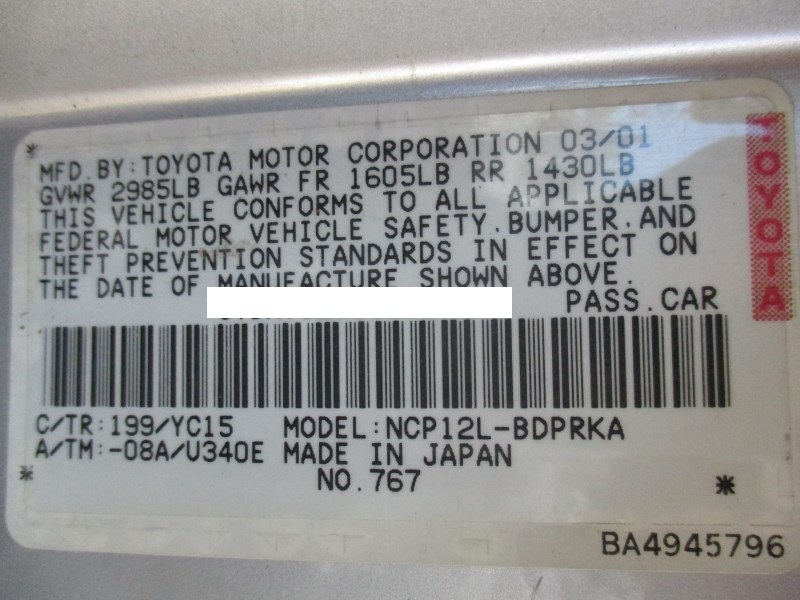 MFD.BY:TOYOTA MOTOR CORPORATION 03/01
GVWR 2985LB GAWR FR 1605LB RR 1430LB
THIS VEHICLE CONFORMS TO ALL APPLICABLE
FEDERAL MOTOR VEHICLE SAFETY.BUMPER.AND
THEFT PREVENTION STANDARDS IN EFFECT ON
THE DATE OF MANUFACTURE SHOWN ABOVE.
PASS.CAR
C/TR:199/YC15 MODEL:NCP12L-BDPRKA
A/TM:-08A/U340E MADE IN JAPAN
NO.767
BA4945796
TOYOTA